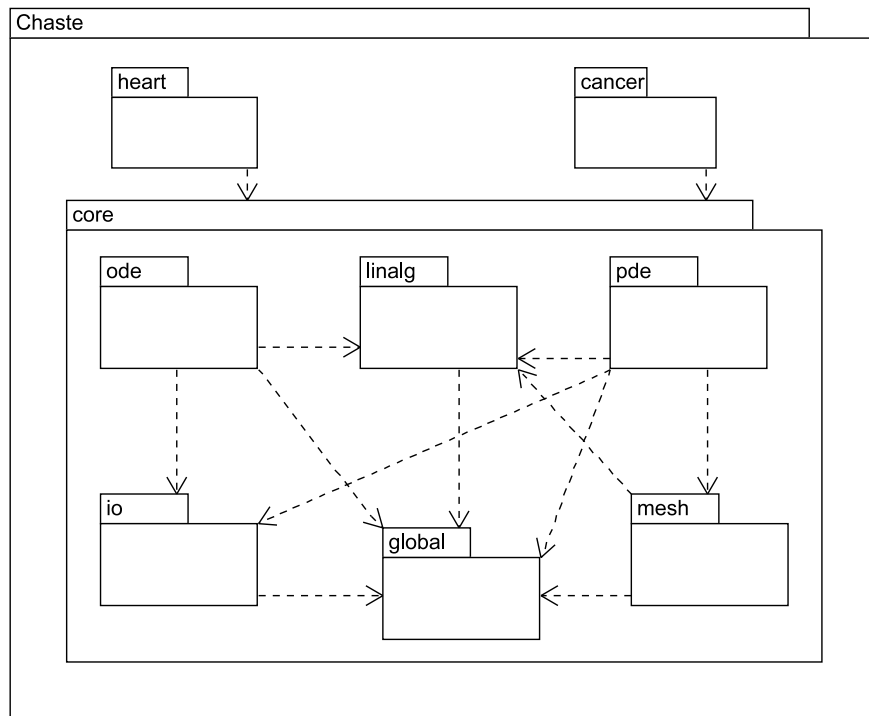 Chaste
heart
cancer
core
ode
linalg
pde
io
global
mesh